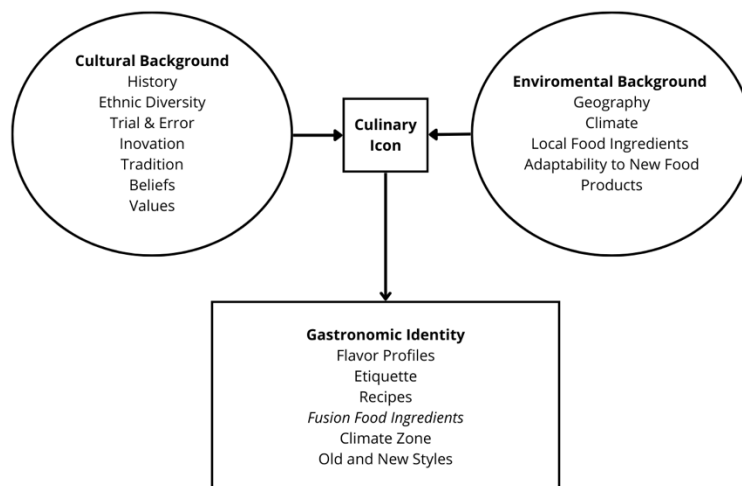 Cultural Background
History
Ethnic Diversity
Trial & Error
Inovation
Tradition
Beliefs
Values
Culinary
Icon
Enviromental Background
Geography
Climate
Local Food Ingredients
Adaptability to New Food
Products
Gastronomic Identity
Flavor Profiles
Etiquette
Recipes
Fusion Food Ingredients
Climate Zone
Old and New Styles